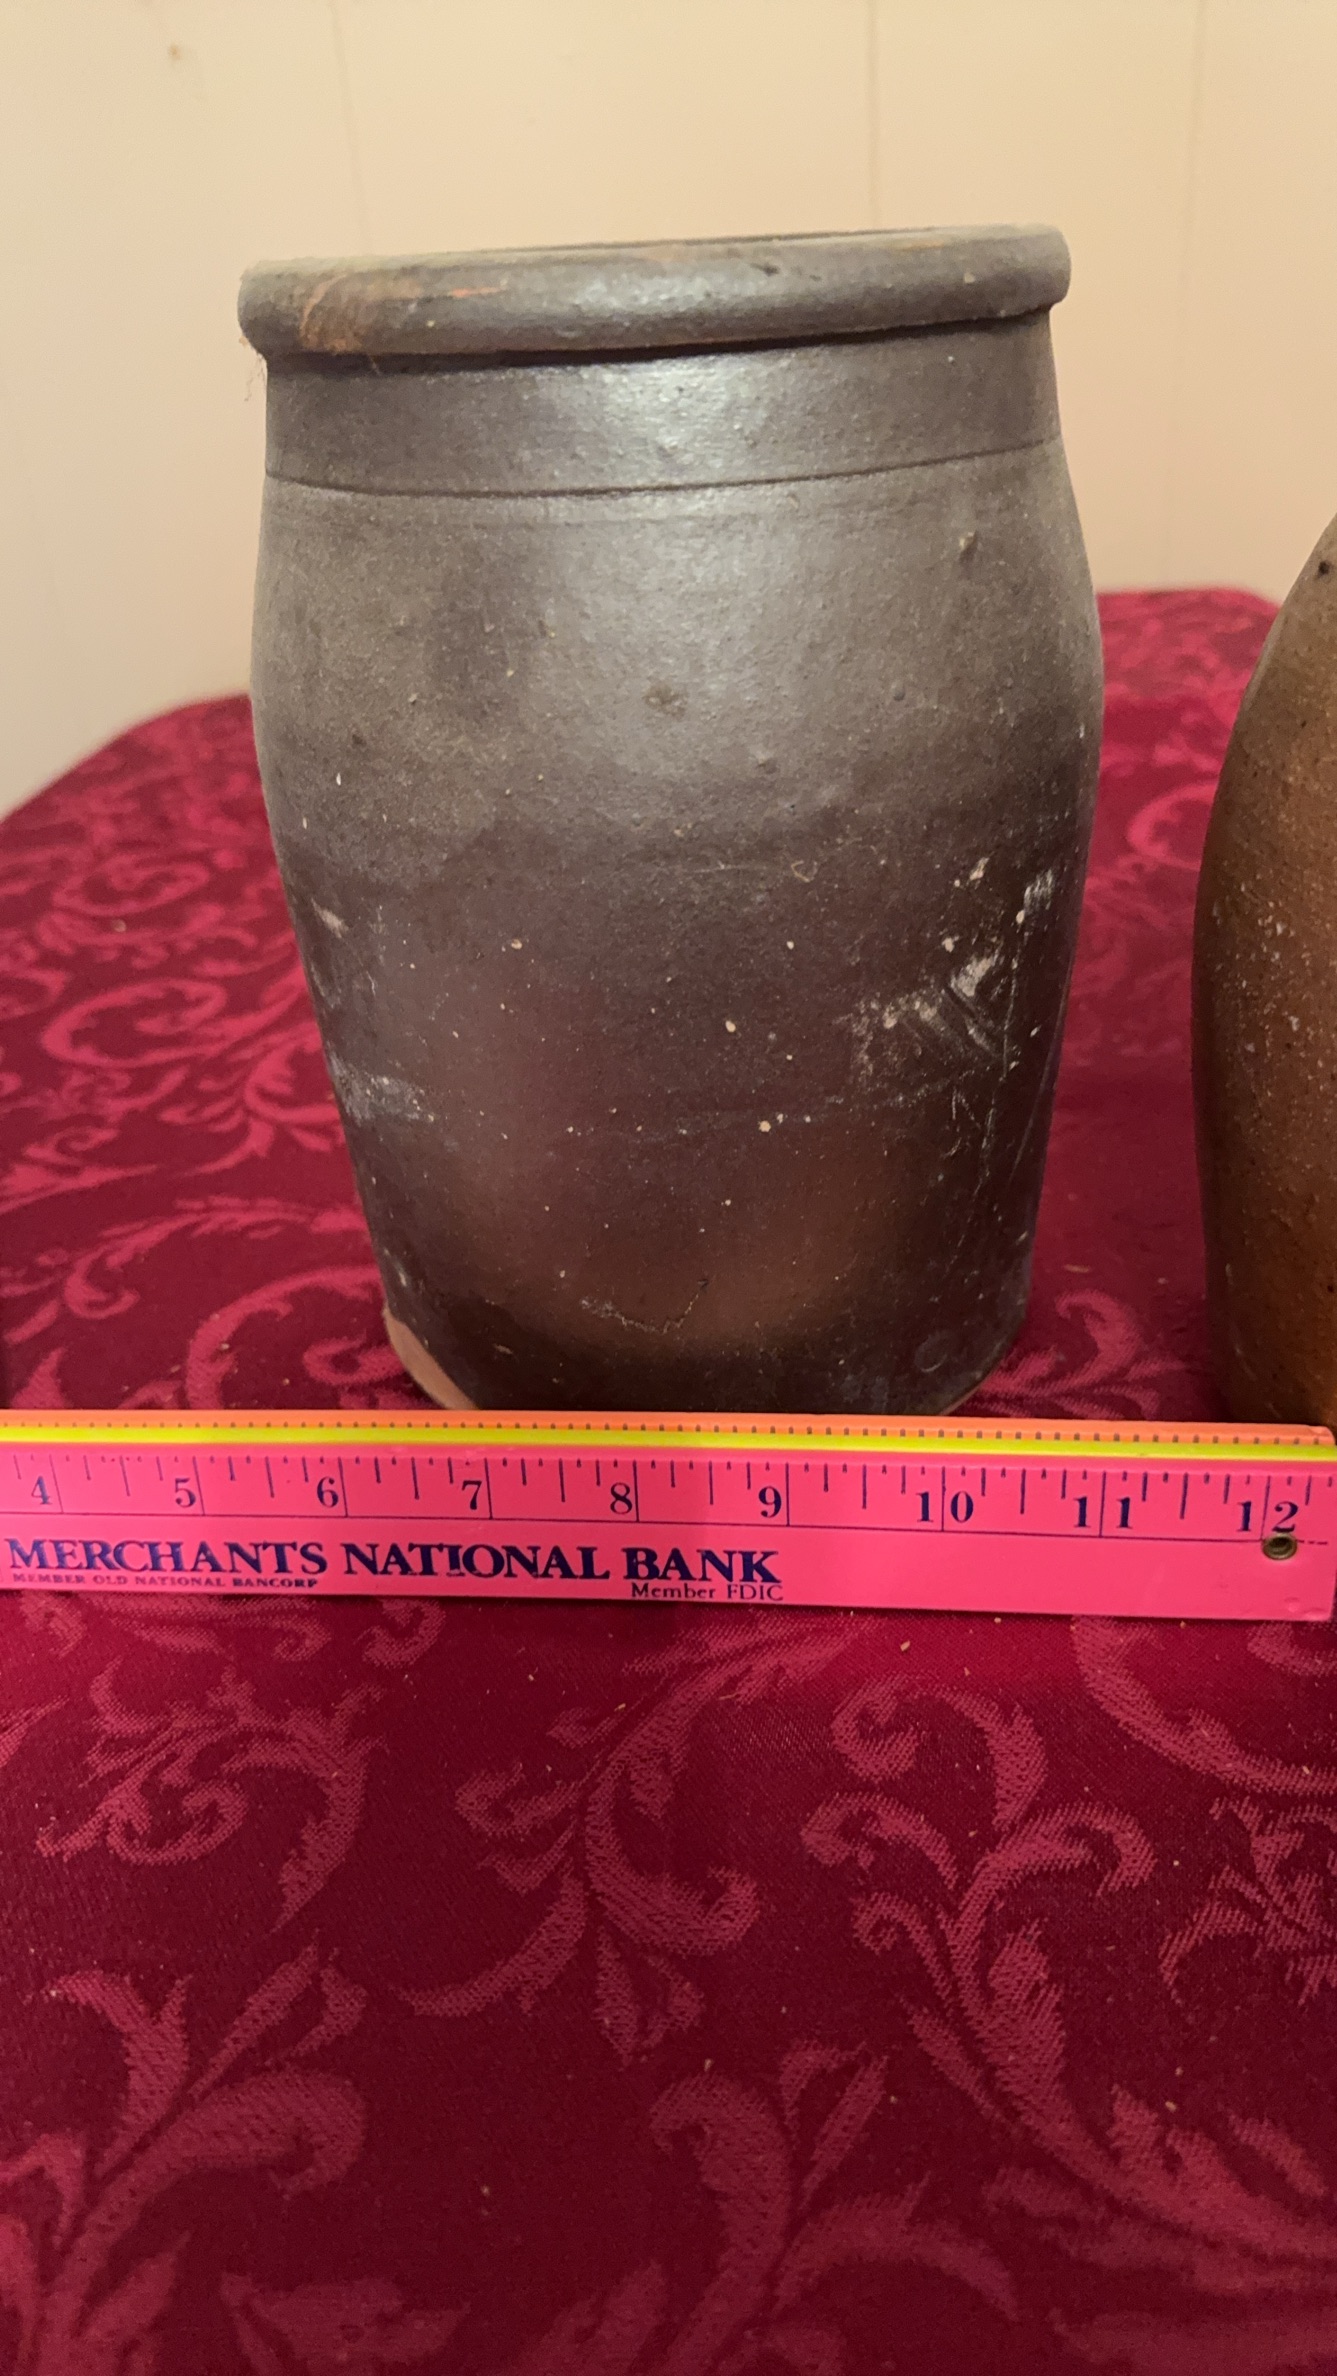 4 5 6 7 8 9 10 11 12
MERCHANTS NATIONAL BANK
MEMBER OLD NATIONAL BANCORP
Member FDIC